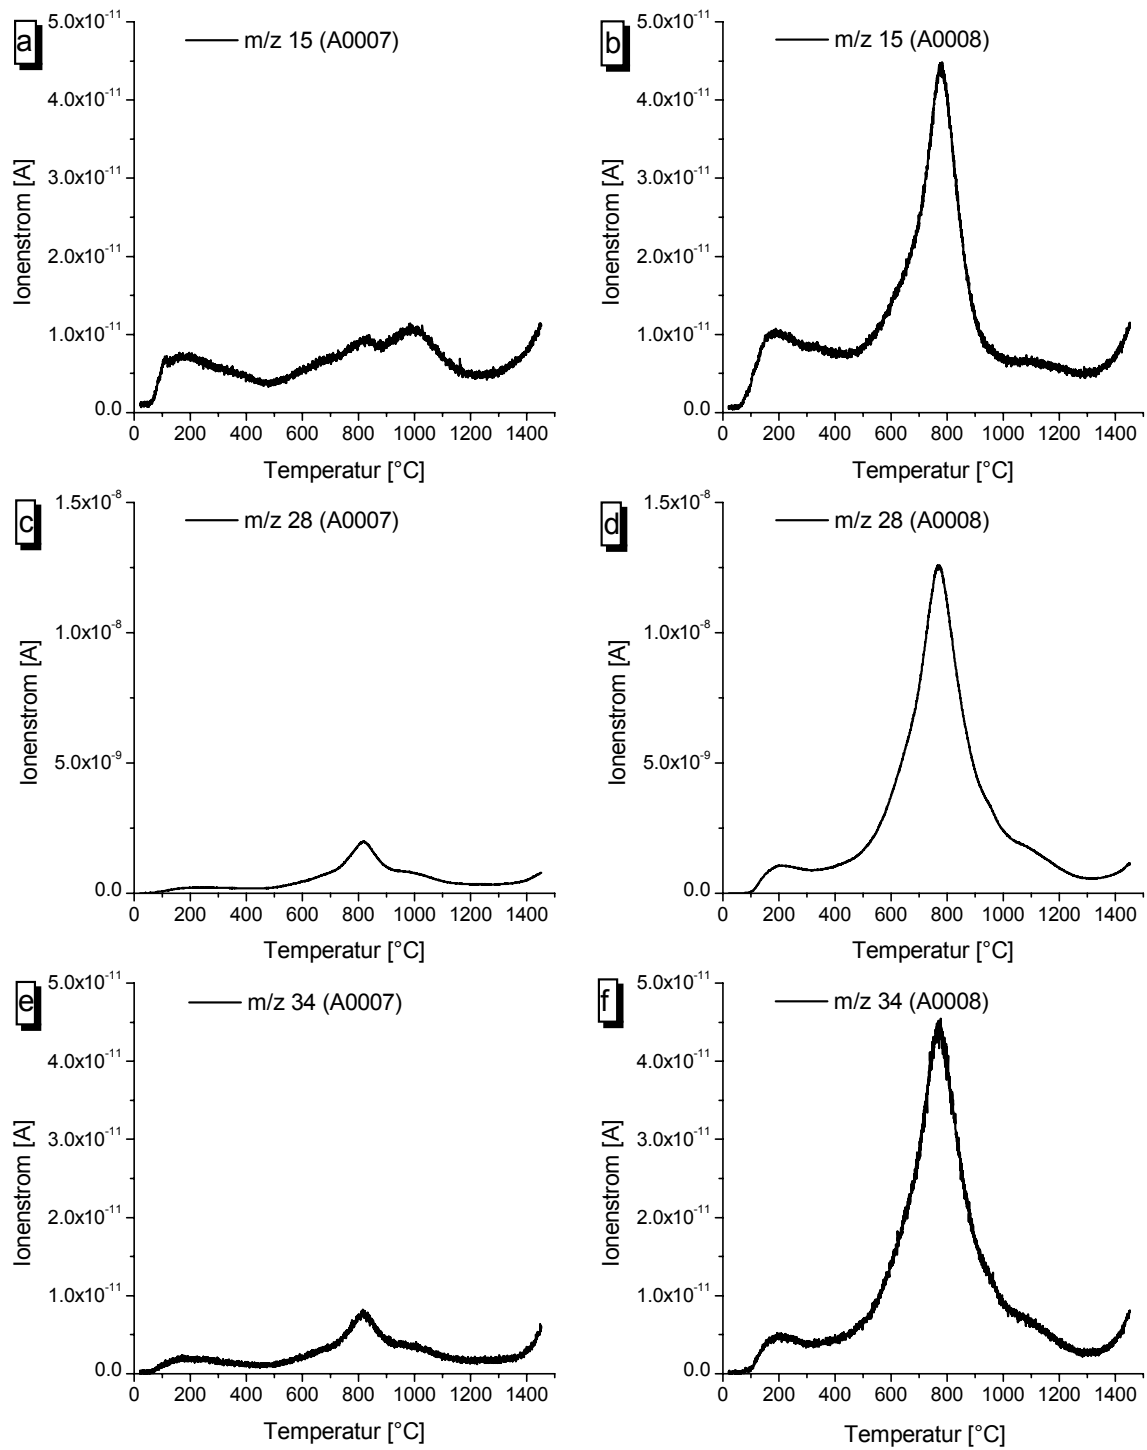 a
m/z 15 (A0007)
5.0x10⁻¹¹
4.0x10⁻¹¹
3.0x10⁻¹¹
2.0x10⁻¹¹
1.0x10⁻¹¹
0.0
Ionenstrom [A]
0 200 400 600 800 1000 1200 1400
Temperatur [°C]
b
m/z 15 (A0008)
5.0x10⁻¹¹
4.0x10⁻¹¹
3.0x10⁻¹¹
2.0x10⁻¹¹
1.0x10⁻¹¹
0.0
Ionenstrom [A]
0 200 400 600 800 1000 1200 1400
Temperatur [°C]
c
m/z 28 (A0007)
1.5x10⁻⁸
1.0x10⁻⁸
5.0x10⁻⁹
0.0
Ionenstrom [A]
0 200 400 600 800 1000 1200 1400
Temperatur [°C]
d
m/z 28 (A0008)
1.5x10⁻⁸
1.0x10⁻⁸
5.0x10⁻⁹
0.0
Ionenstrom [A]
0 200 400 600 800 1000 1200 1400
Temperatur [°C]
e
m/z 34 (A0007)
5.0x10⁻¹¹
4.0x10⁻¹¹
3.0x10⁻¹¹
2.0x10⁻¹¹
1.0x10⁻¹¹
0.0
Ionenstrom [A]
0 200 400 600 800 1000 1200 1400
Temperatur [°C]
f
m/z 34 (A0008)
5.0x10⁻¹¹
4.0x10⁻¹¹
3.0x10⁻¹¹
2.0x10⁻¹¹
1.0x10⁻¹¹
0.0
Ionenstrom [A]
0 200 400 600 800 1000 1200 1400
Temperatur [°C]